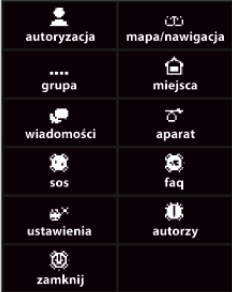 autoryzacja
mapa/nawigacja
grupa
miejsca
wiadomości
aparat
sos
faq
ustawienia
autorzy
zamknij